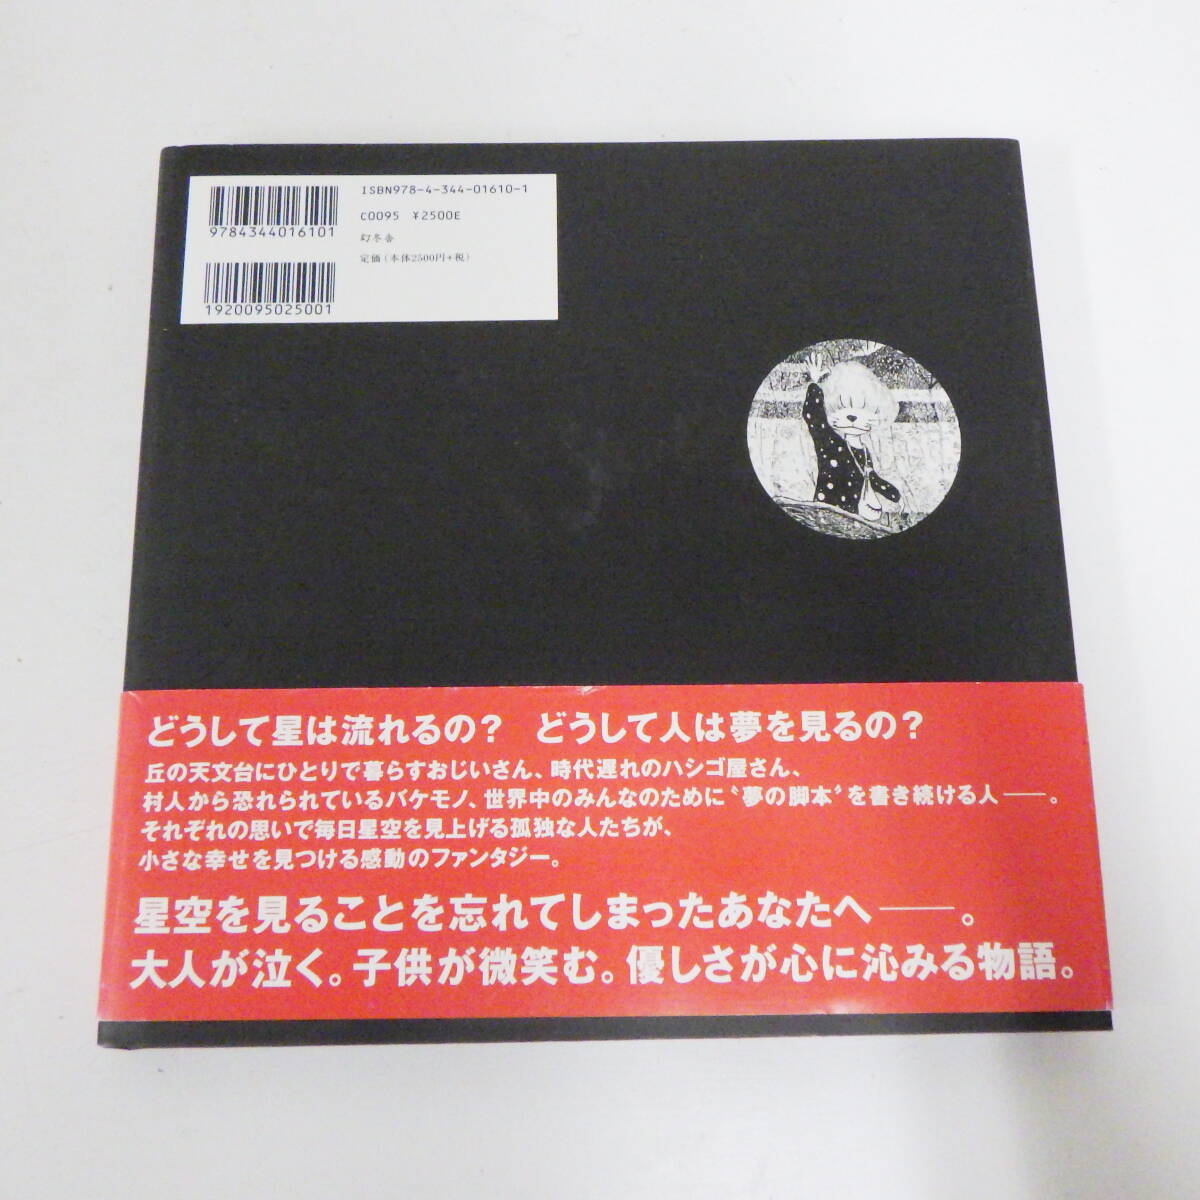 ISBN978-4-344-01610-1
C0095 ¥2500E
幻冬舎
定価(本体2500円+税)
9784344016101
1920095025001
どうして星は流れるの? どうして人は夢を見るの?
丘の天文台にひとりで暮らすおじいさん、時代遅れのハシゴ屋さん、
村人から恐れられているバケモノ、世界中のみんなのために〝夢の脚本〟を書き続ける人――。
それぞれの思いで毎日星空を見上げる孤独な人たちが、
小さな幸せを見つける感動のファンタジー。
星空を見ることを忘れてしまったあなたへ――。
大人が泣く。子供が微笑む。優しさが心に沁みる物語。